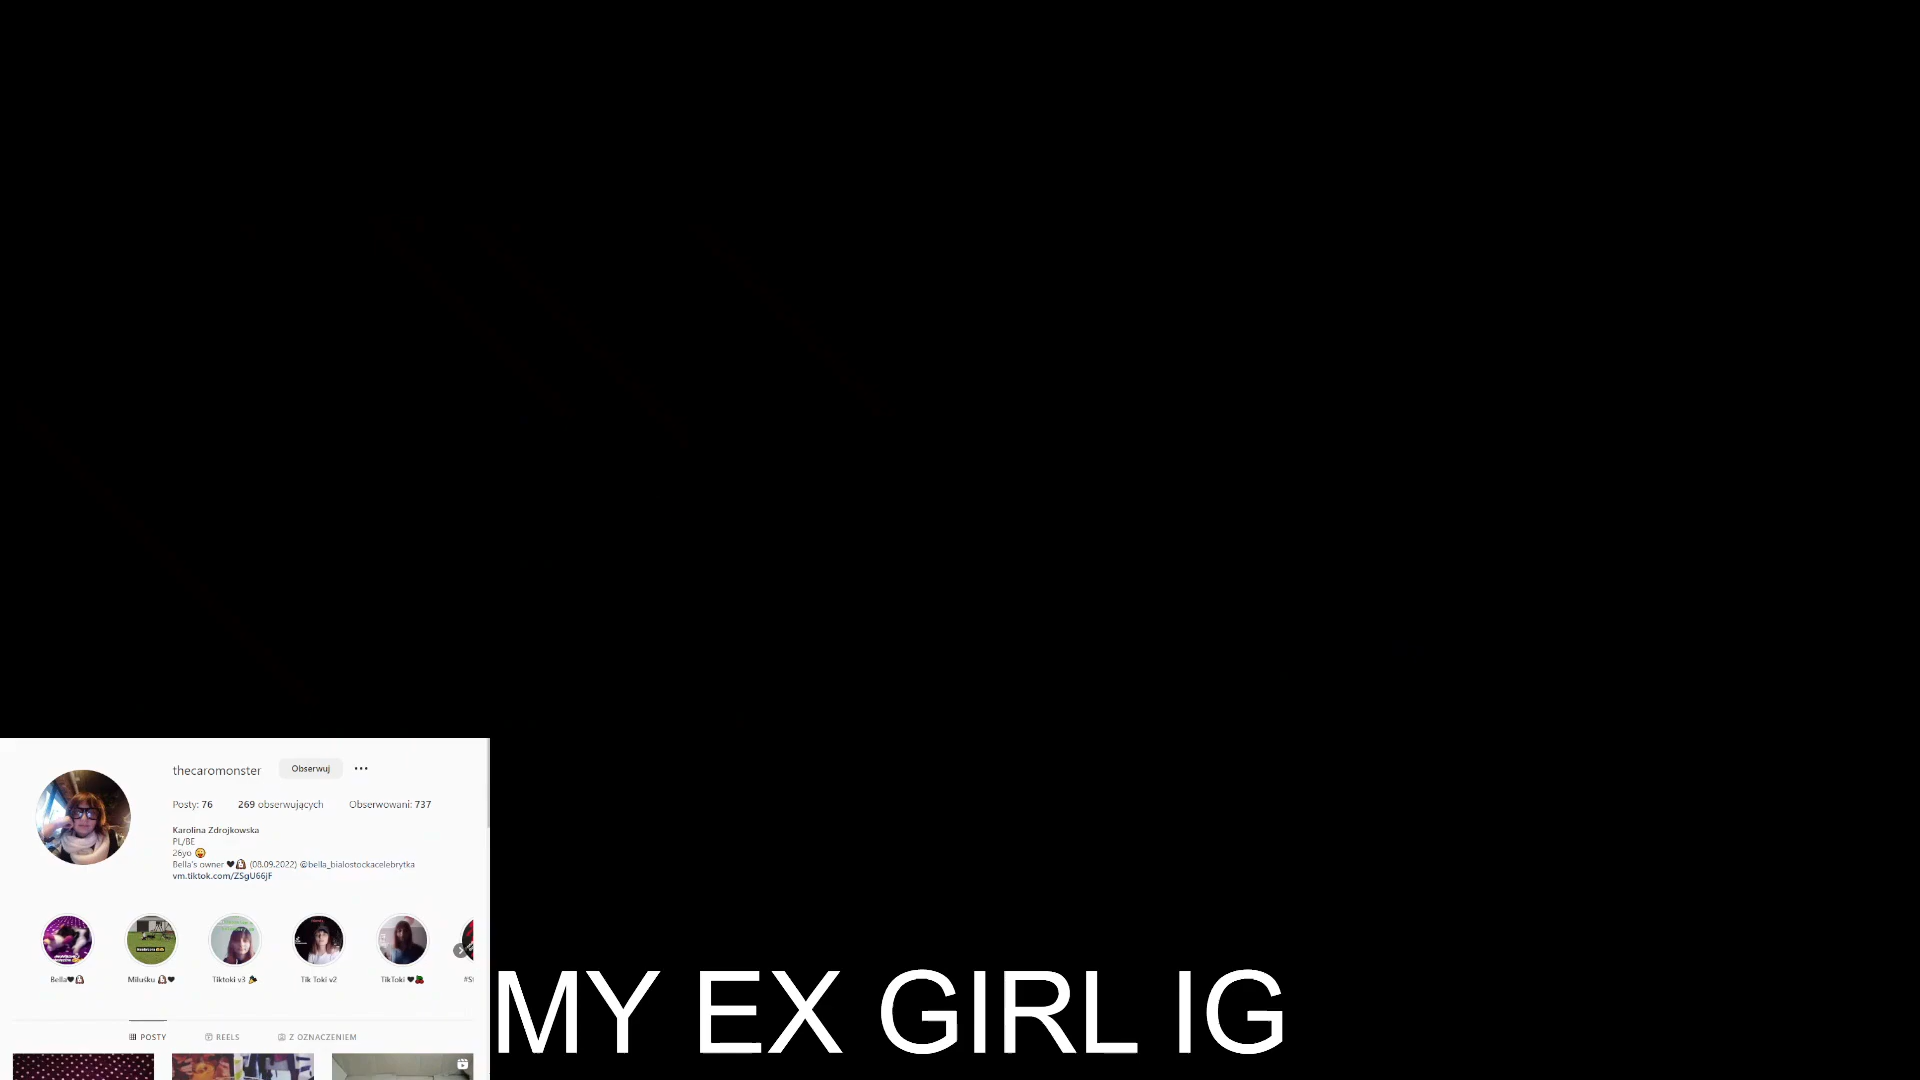 thecaromonster Obserwuj
Posty: 76 269 obserwujących Obserwowani: 737
Karolina Zdrojkowska
PL/BE
26yo 😛
Bella's owner 🖤🐶 (08.09.2022) @bella_bialostockacelebrytka
vm.tiktok.com/ZSgU66jF
Bella🖤🐶 Miluśku 🐶🖤 Tiktoki v3 Tik Toki v2 TikToki 🖤🌹
POSTY REELS Z OZNACZENIEM
MY EX GIRL IG